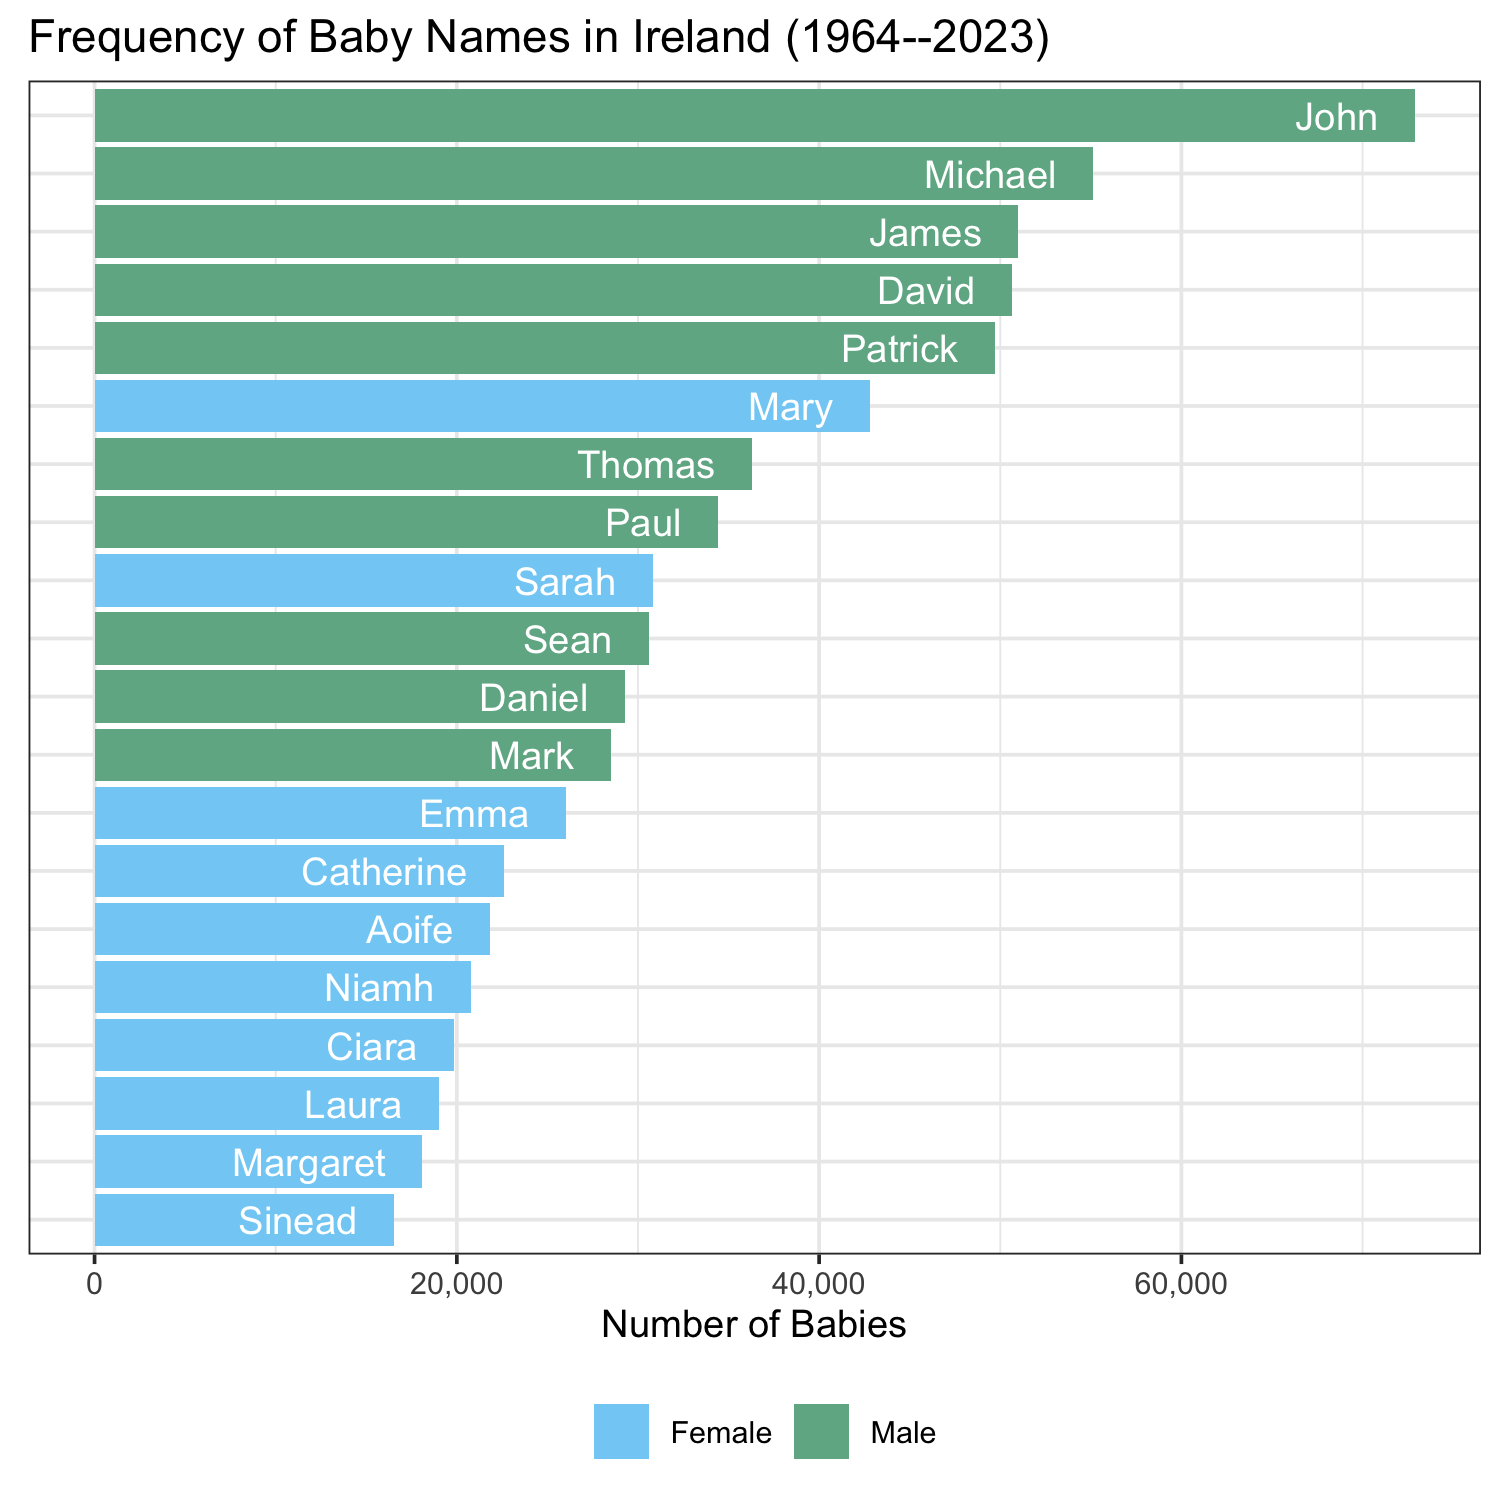 Frequency of Baby Names in Ireland (1964--2023)
John
Michael
James
David
Patrick
Mary
Thomas
Paul
Sarah
Sean
Daniel
Mark
Emma
Catherine
Aoife
Niamh
Ciara
Laura
Margaret
Sinead
0 20,000 40,000 60,000
Number of Babies
Female Male